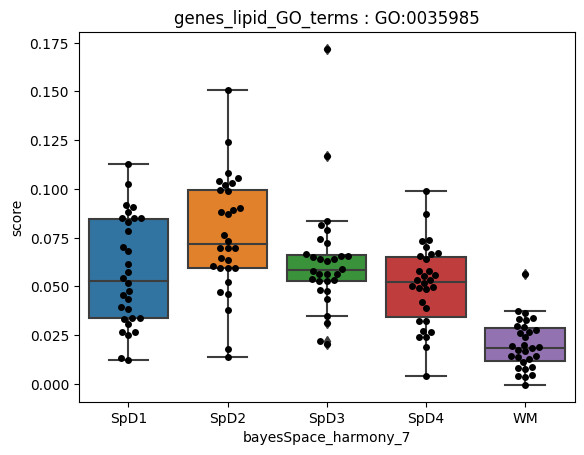 genes_lipid_GO_terms : GO:0035985
score
0.175
0.150
0.125
0.100
0.075
0.050
0.025
0.000
SpD1 SpD2 SpD3 SpD4 WM
bayesSpace_harmony_7